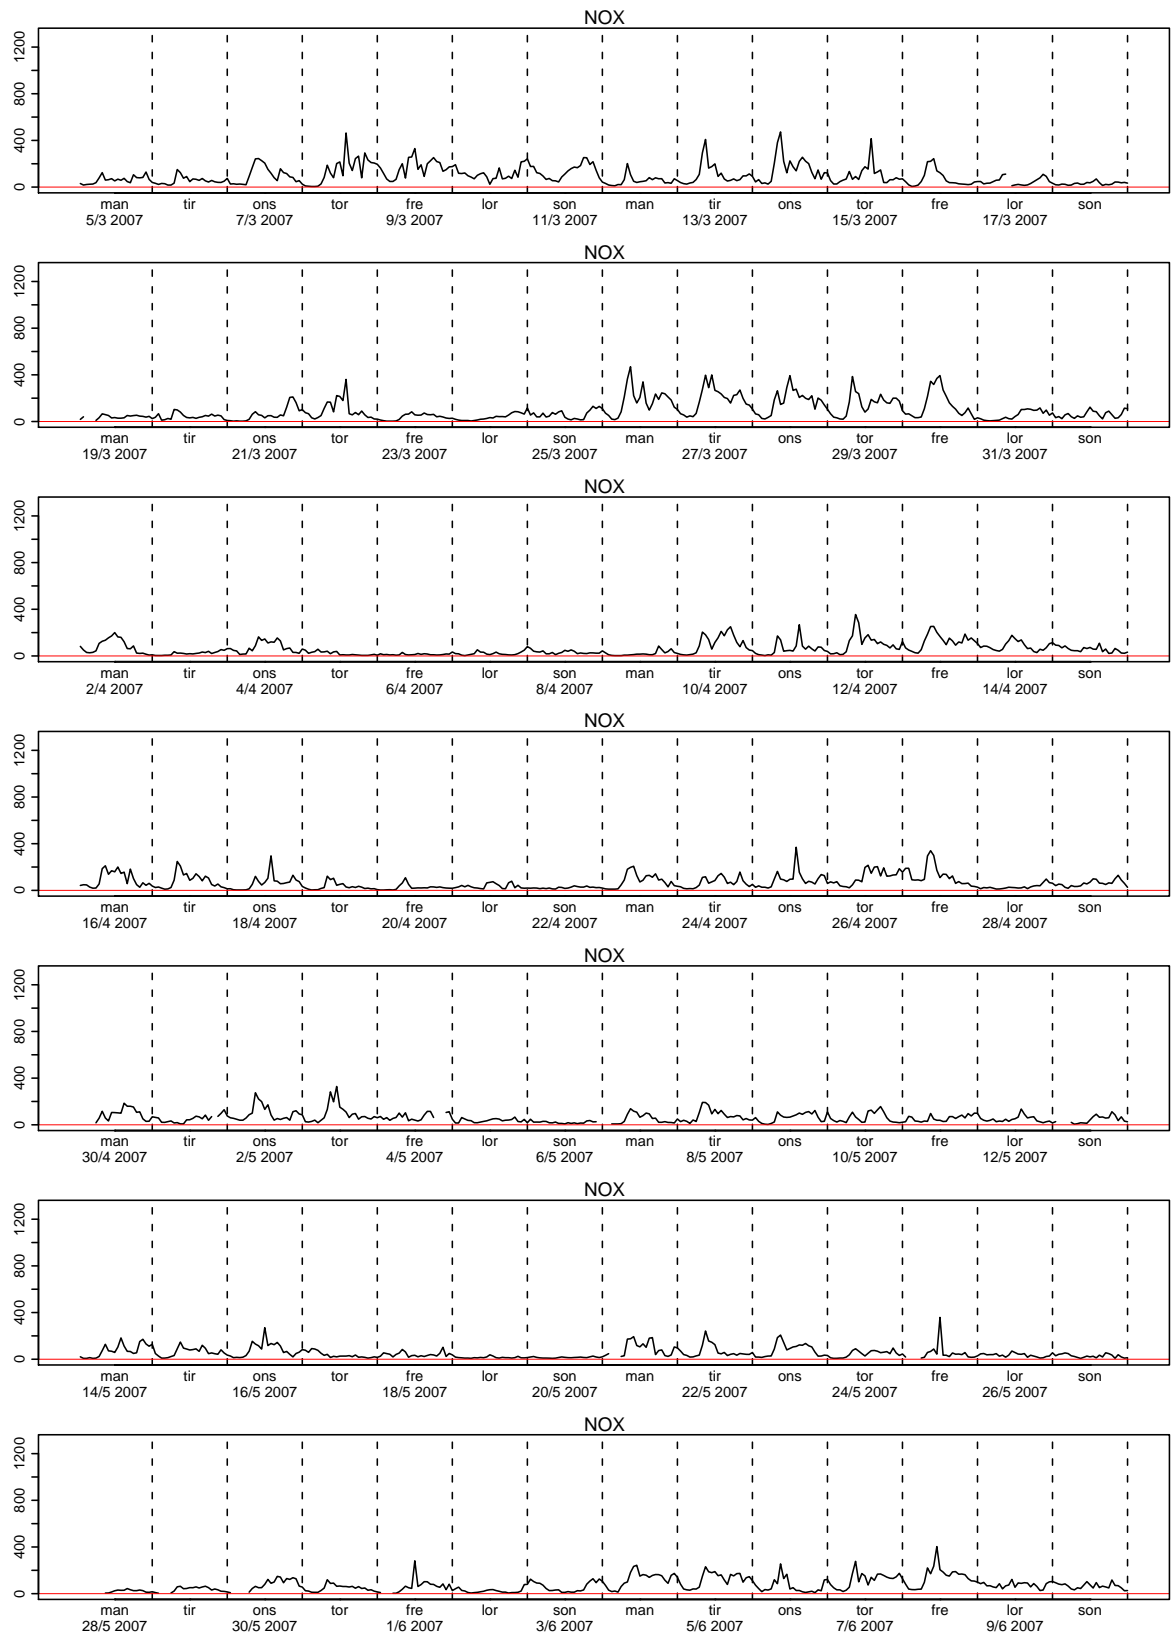 NOX
1200
800
400
0
man tir ons tor fre lor son man tir ons tor fre lor son
5/3 2007 7/3 2007 9/3 2007 11/3 2007 13/3 2007 15/3 2007 17/3 2007
NOX
1200
800
400
0
man tir ons tor fre lor son man tir ons tor fre lor son
19/3 2007 21/3 2007 23/3 2007 25/3 2007 27/3 2007 29/3 2007 31/3 2007
NOX
1200
800
400
0
man tir ons tor fre lor son man tir ons tor fre lor son
2/4 2007 4/4 2007 6/4 2007 8/4 2007 10/4 2007 12/4 2007 14/4 2007
NOX
1200
800
400
0
man tir ons tor fre lor son man tir ons tor fre lor son
16/4 2007 18/4 2007 20/4 2007 22/4 2007 24/4 2007 26/4 2007 28/4 2007
NOX
1200
800
400
0
man tir ons tor fre lor son man tir ons tor fre lor son
30/4 2007 2/5 2007 4/5 2007 6/5 2007 8/5 2007 10/5 2007 12/5 2007
NOX
1200
800
400
0
man tir ons tor fre lor son man tir ons tor fre lor son
14/5 2007 16/5 2007 18/5 2007 20/5 2007 22/5 2007 24/5 2007 26/5 2007
NOX
1200
800
400
0
man tir ons tor fre lor son man tir ons tor fre lor son
28/5 2007 30/5 2007 1/6 2007 3/6 2007 5/6 2007 7/6 2007 9/6 2007